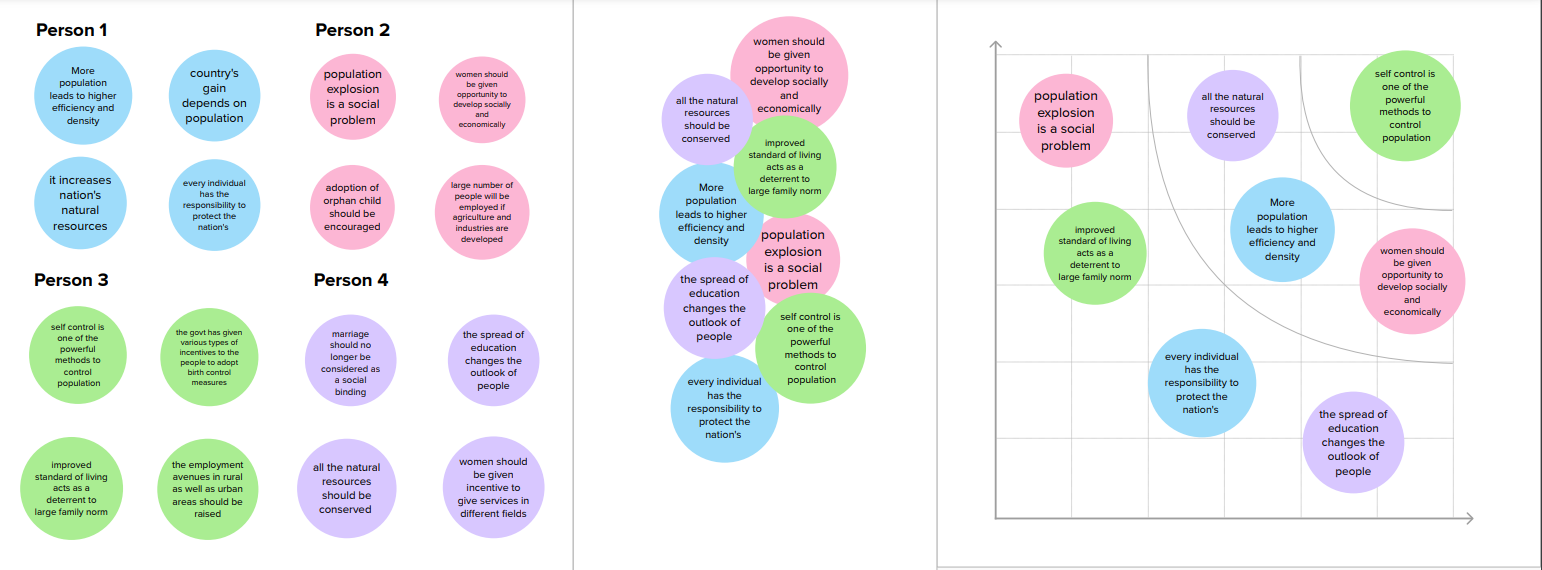 Person 1
More
population
leads to higher
efficiency and
density
country's
gain
depends on
population
it increases
nation's
natural
resources
every individual
has the
responsibility to
protect the
nation's
Person 2
population
explosion
is a social
problem
women should
be given
opportunity to
develop socially
and
economically
adoption of
orphan child
should be
encouraged
large number of
people will be
employed if
agriculture and
industries are
developed
Person 3
self control is
one of the
powerful
methods to
control
population
the govt has given
various types of
incentives to the
people to adopt
birth control
measures
improved
standard of living
acts as a
deterrent to
large family norm
the employment
avenues in rural
as well as urban
areas should be
raised
Person 4
marriage
should no
longer be
considered as
a social
binding
the spread of
education
changes the
outlook of
people
all the natural
resources
should be
conserved
women should
be given
incentive to
give services in
different fields
women should
be given
opportunity to
develop socially
and
economically
all the natural
resources
should be
conserved
improved
standard of living
acts as a
deterrent to
large family norm
More
population
leads to higher
efficiency and
density
population
explosion
is a social
problem
the spread of
education
changes the
outlook of
people
self control is
one of the
powerful
methods to
control
population
every individual
has the
responsibility to
protect the
nation's
population
explosion
is a social
problem
all the natural
resources
should be
conserved
self control is
one of the
powerful
methods to
control
population
improved
standard of living
acts as a
deterrent to
large family norm
More
population
leads to higher
efficiency and
density
women should
be given
opportunity to
develop socially
and
economically
every individual
has the
responsibility to
protect the
nation's
the spread of
education
changes the
outlook of
people